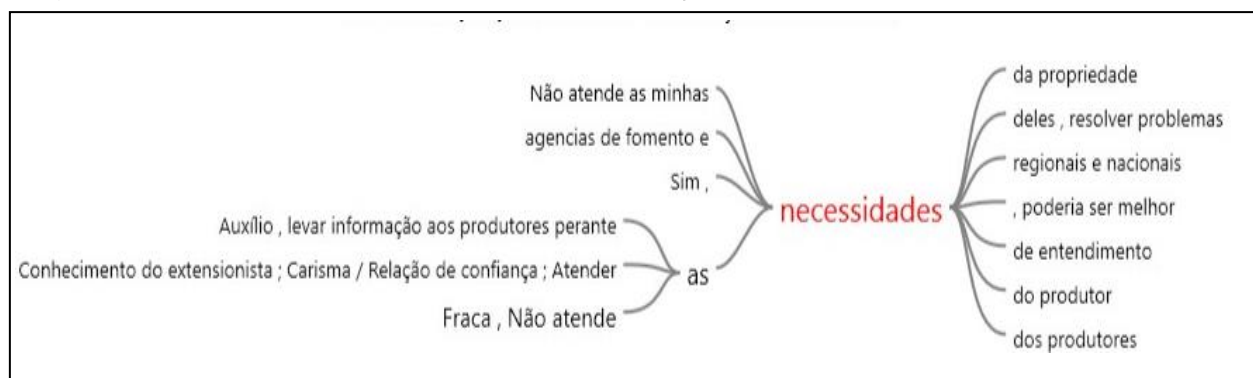 Não atende as minhas
agencias de fomento e
Sim ,
Auxílio , levar informação aos produtores perante
Conhecimento do extensionista ; Carisma / Relação de confiança ; Atender
Fraca , Não atende
as
necessidades
da propriedade
deles , resolver problemas
regionais e nacionais
, poderia ser melhor
de entendimento
do produtor
dos produtores